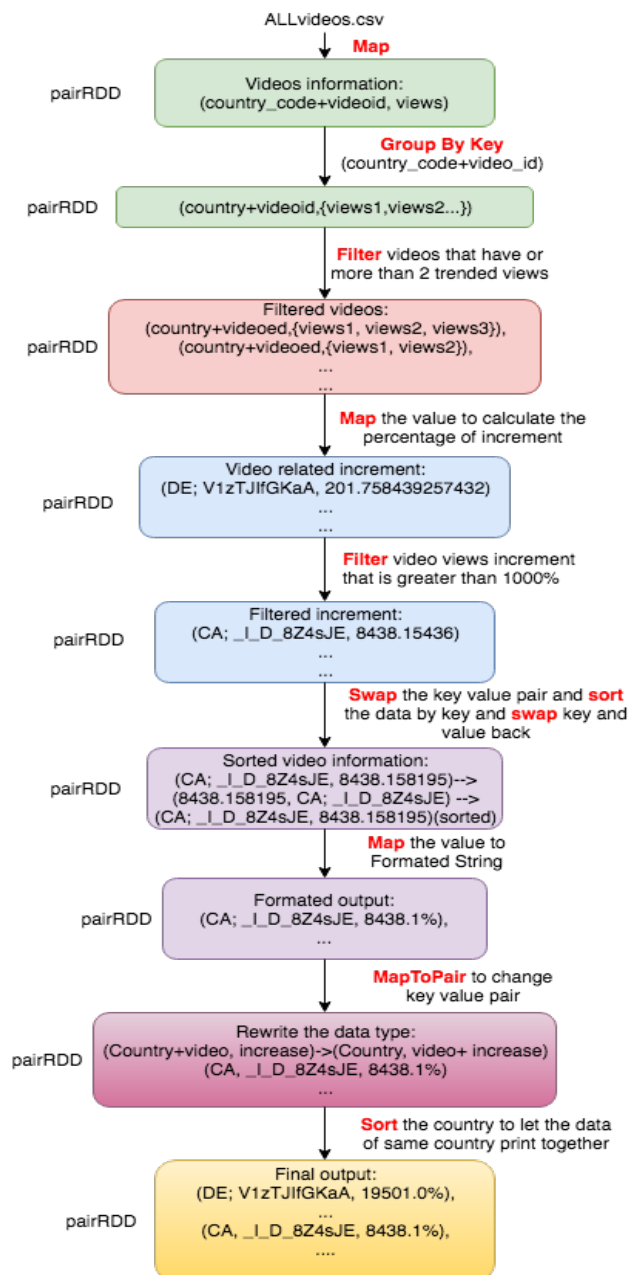 ALLvideos.csv
Map
pairRDD
Videos information:
(country_code+videoid, views)
Group By Key
(country_code+video_id)
pairRDD
(country+videoid,{views1,views2...})
Filter videos that have or
more than 2 trended views
pairRDD
Filtered videos:
(country+videoed,{views1, views2, views3}),
(country+videoed,{views1, views2}),
...
...
Map the value to calculate the
percentage of increment
pairRDD
Video related increment:
(DE; V1zTJIfGKaA, 201.758439257432)
...
...
Filter video views increment
that is greater than 1000%
pairRDD
Filtered increment:
(CA; _I_D_8Z4sJE, 8438.15436)
...
...
Swap the key value pair and sort
the data by key and swap key and
value back
pairRDD
Sorted video information:
(CA; _I_D_8Z4sJE, 8438.158195)-->
(8438.158195, CA; _I_D_8Z4sJE) -->
(CA; _I_D_8Z4sJE, 8438.158195)(sorted)
Map the value to
Formated String
pairRDD
Formated output:
(CA; _I_D_8Z4sJE, 8438.1%),
...
MapToPair to change
key value pair
pairRDD
Rewrite the data type:
(Country+video, increase)->(Country, video+ increase)
(CA, _I_D_8Z4sJE, 8438.1%)
...
Sort the country to let the data
of same country print together
pairRDD
Final output:
(DE; V1zTJIfGKaA, 19501.0%),
...
(CA, _I_D_8Z4sJE, 8438.1%),
....